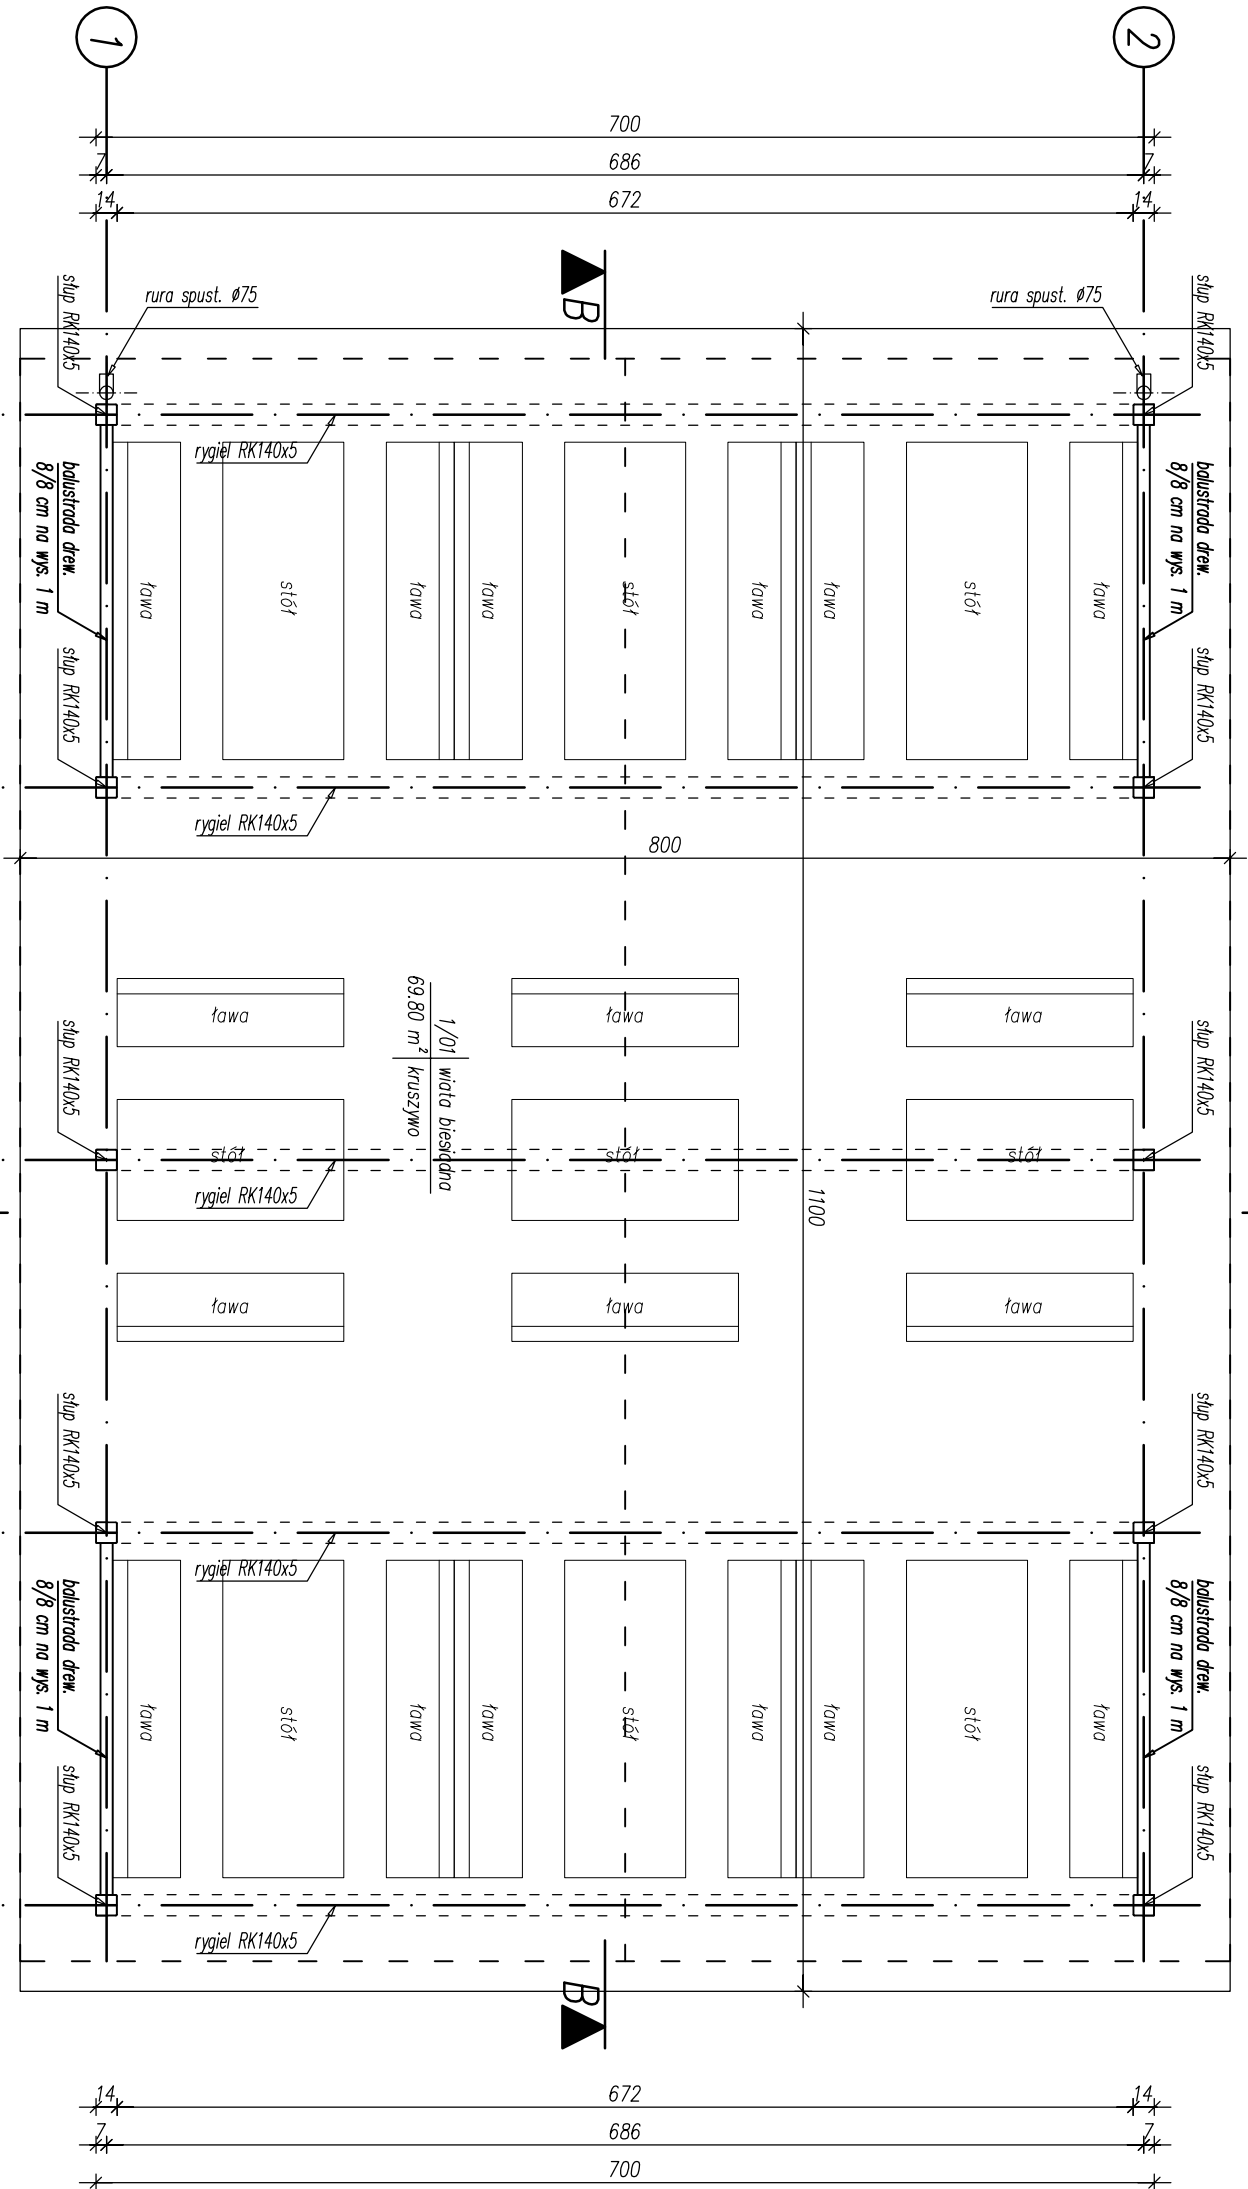 1
2
700
7
686
7
14
672
14
B
słup RK140x5
rura spust. ø75
rura spust. ø75
słup RK140x5
rygiel RK140x5
balustrada drew.
8/8 cm na wys. 1 m
balustrada drew.
8/8 cm na wys. 1 m
ława
stół
ława
ława
stół
ława
ława
stół
ława
słup RK140x5
słup RK140x5
rygiel RK140x5
800
ława
ława
ława
1/01 wiata biesiadna
69.80 m² kruszywo
słup RK140x5
słup RK140x5
stół
stół
stół
rygiel RK140x5
1100
ława
ława
ława
słup RK140x5
słup RK140x5
rygiel RK140x5
balustrada drew.
8/8 cm na wys. 1 m
balustrada drew.
8/8 cm na wys. 1 m
ława
stół
ława
ława
stół
ława
ława
stół
ława
słup RK140x5
słup RK140x5
rygiel RK140x5
B
14
672
14
7
686
7
700